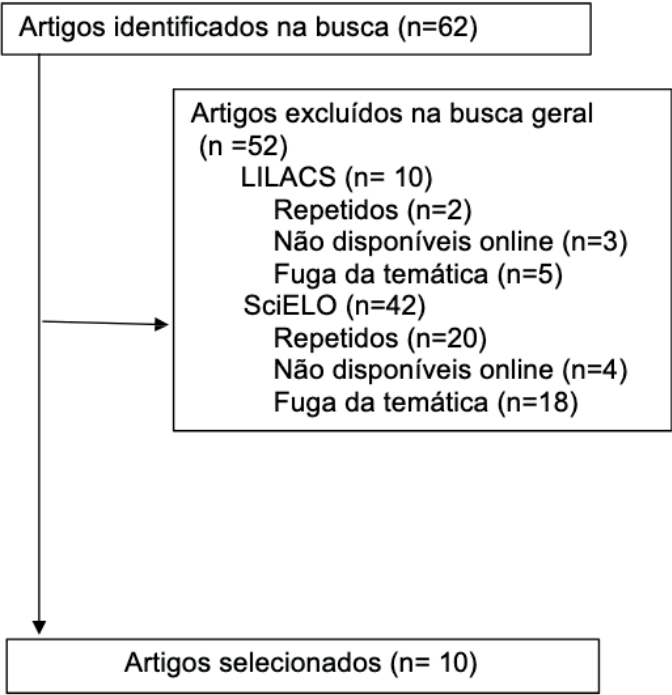 Artigos identificados na busca (n=62)
Artigos excluídos na busca geral
(n =52)
LILACS (n= 10)
Repetidos (n=2)
Não disponíveis online (n=3)
Fuga da temática (n=5)
SciELO (n=42)
Repetidos (n=20)
Não disponíveis online (n=4)
Fuga da temática (n=18)
Artigos selecionados (n= 10)